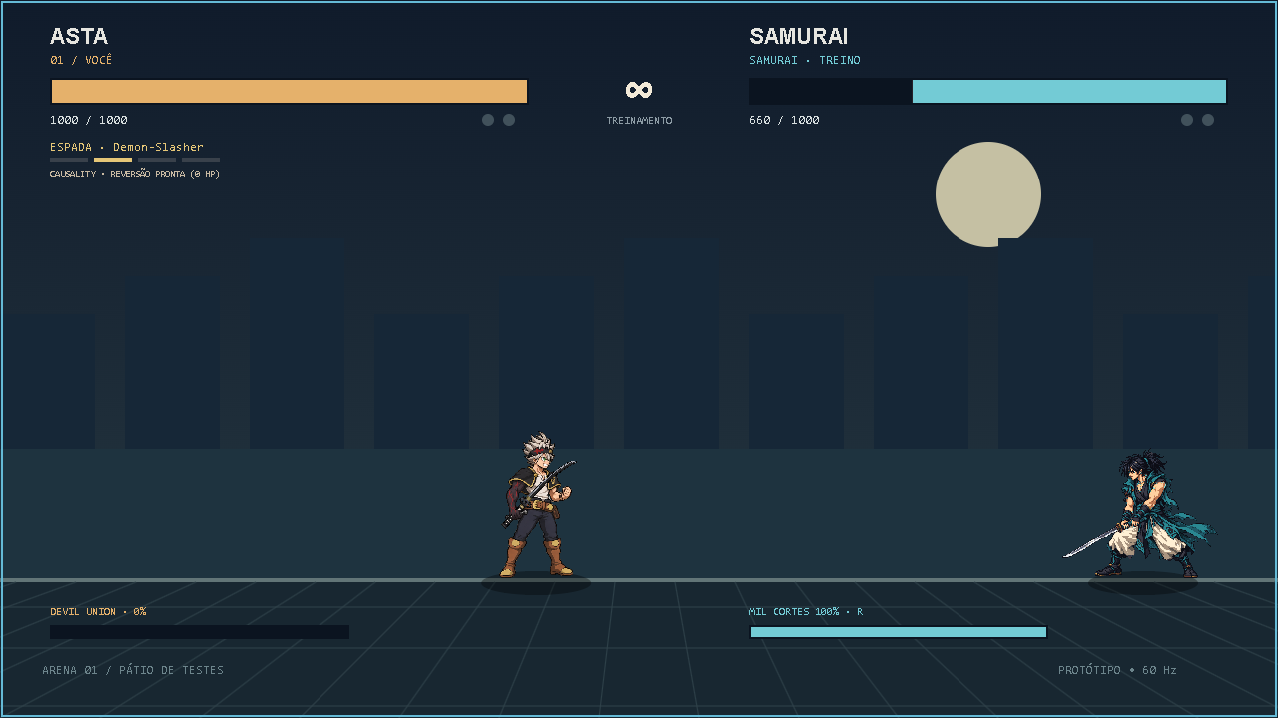 ASTA
01 / VOCÊ
1000 / 1000
ESPADA · Demon-Slasher
CAUSALITY · REVERSÃO PRONTA (0 HP)
∞
TREINAMENTO
SAMURAI
SAMURAI · TREINO
660 / 1000
DEVIL UNION · 0%
MIL CORTES 100% · R
ARENA 01 / PÁTIO DE TESTES
PROTÓTIPO • 60 Hz